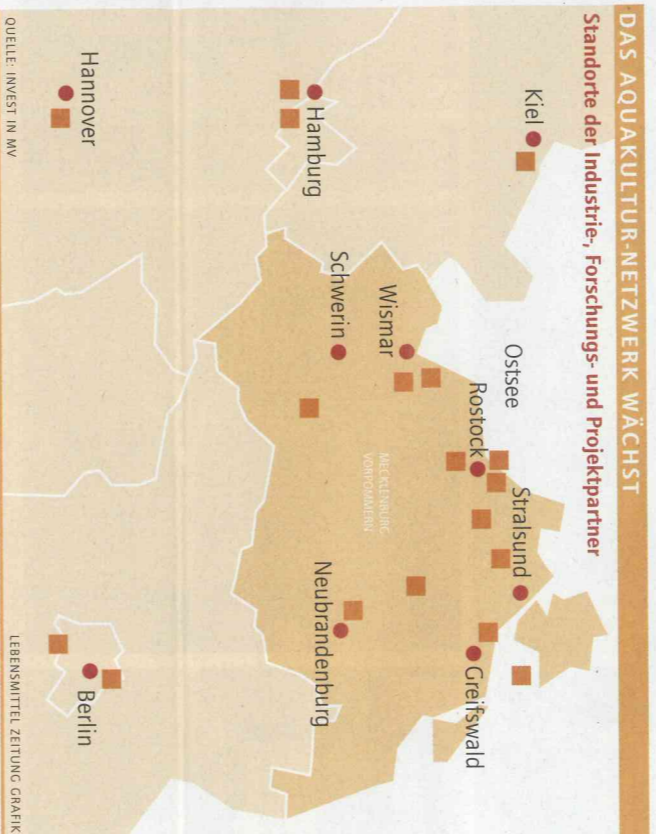 DAS AQUAKULTUR-NETZWERK WÄCHST
Standorte der Industrie-, Forschungs- und Projektpartner
Kiel
Ostsee
Stralsund
Rostock
Greifswald
Wismar
MECKLENBURG-
VORPOMMERN
Hamburg
Schwerin
Neubrandenburg
Hannover
Berlin
QUELLE: INVEST IN MV
LEBENSMITTEL ZEITUNG GRAFIK